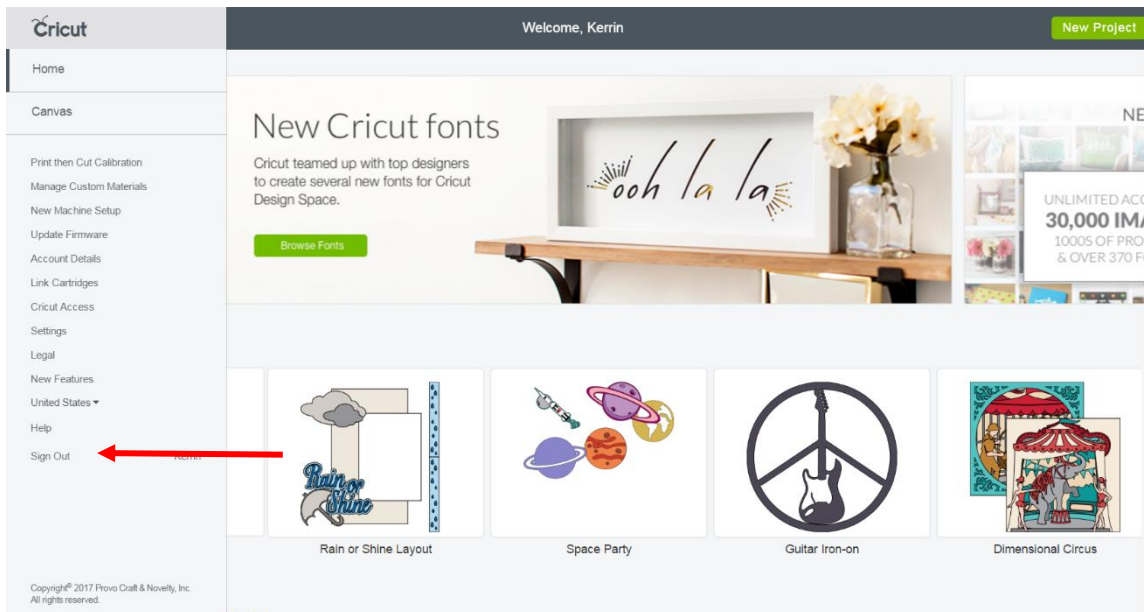 Cricut
Welcome, Kerrin
New Project
Home
Canvas
Print then Cut Calibration
Manage Custom Materials
New Machine Setup
Update Firmware
Account Details
Link Cartridges
Cricut Access
Settings
Legal
New Features
United States
Help
Sign Out
Kerrin
Copyright© 2017 Provo Craft & Novelty, Inc.
All rights reserved.
New Cricut fonts
Cricut teamed up with top designers
to create several new fonts for Cricut
Design Space.
Browse Fonts
ooh la la
NE
UNLIMITED ACC
30,000 IMA
1000S OF PRO
& OVER 370 F
Rain or
Shine
Rain or Shine Layout
Space Party
Guitar Iron-on
Dimensional Circus